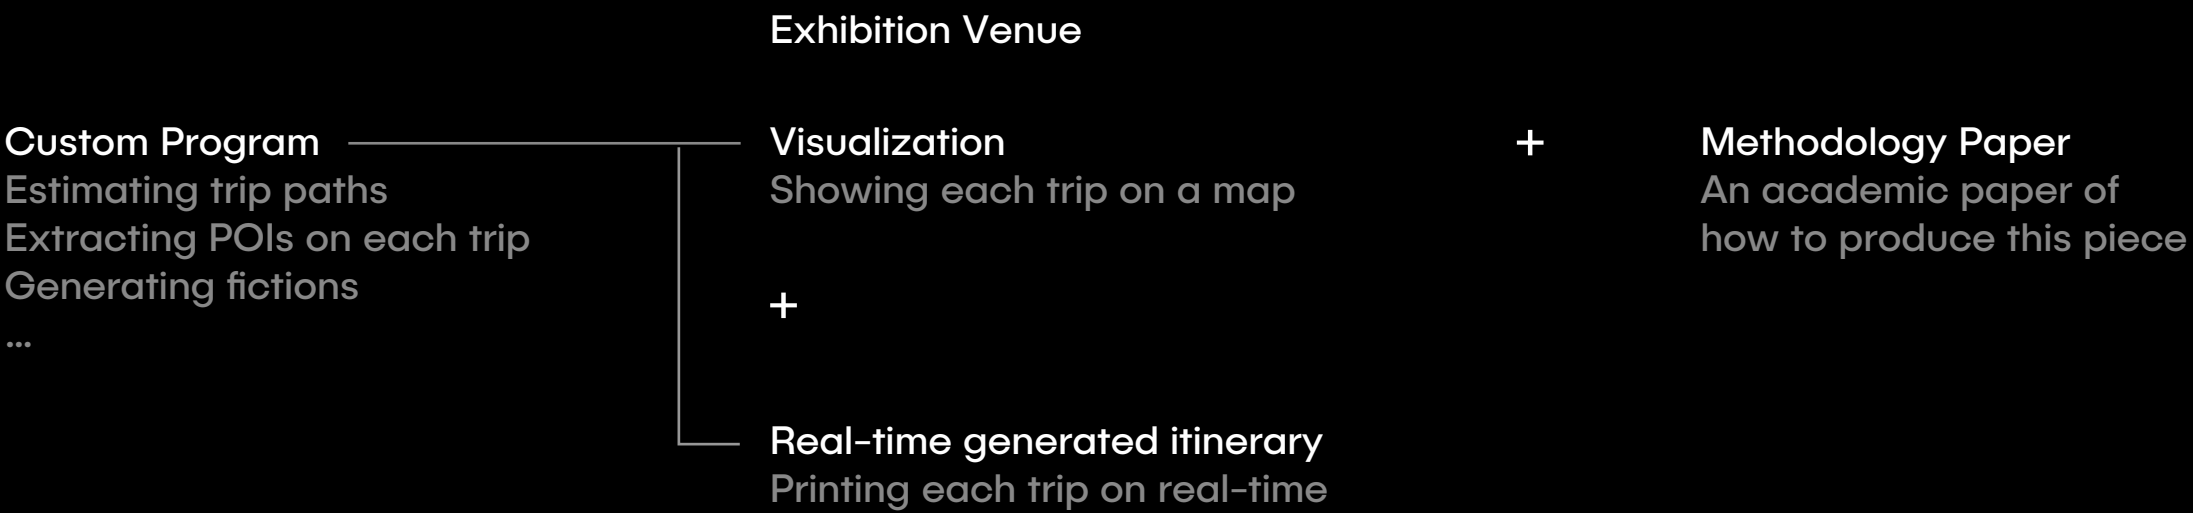 Exhibition Venue
Custom Program
Estimating trip paths
Extracting POIs on each trip
Generating fictions
...
Visualization
Showing each trip on a map
+
Real-time generated itinerary
Printing each trip on real-time
+
Methodology Paper
An academic paper of
how to produce this piece